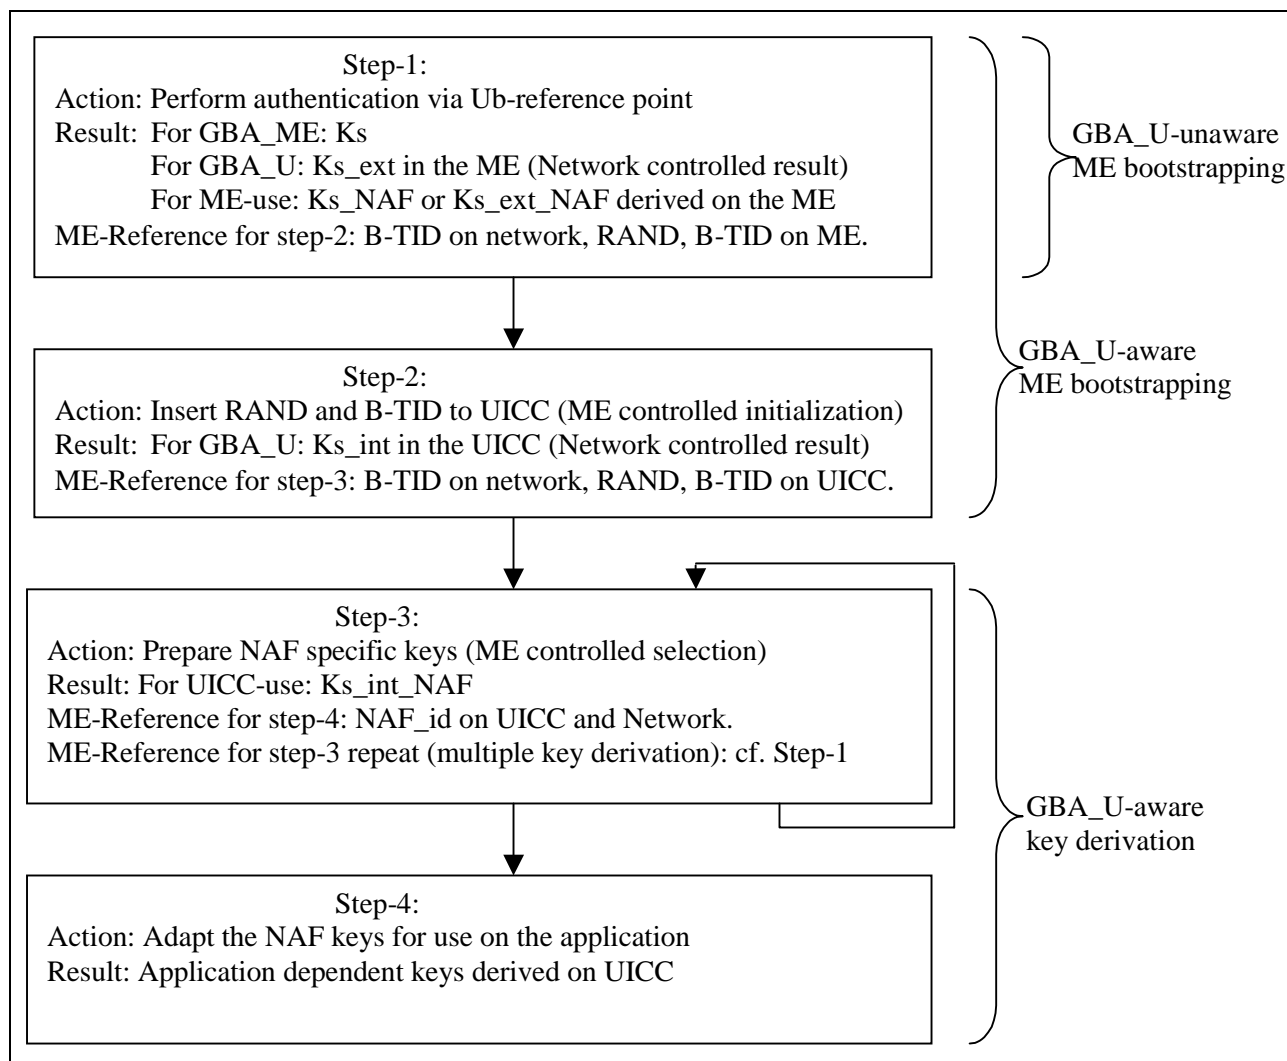 Step-1:
Action: Perform authentication via Ub-reference point
Result: For GBA_ME: Ks
For GBA_U: Ks_ext in the ME (Network controlled result)
For ME-use: Ks_NAF or Ks_ext_NAF derived on the ME
ME-Reference for step-2: B-TID on network, RAND, B-TID on ME.
GBA_U-unaware
ME bootstrapping
Step-2:
Action: Insert RAND and B-TID to UICC (ME controlled initialization)
Result: For GBA_U: Ks_int in the UICC (Network controlled result)
ME-Reference for step-3: B-TID on network, RAND, B-TID on UICC.
GBA_U-aware
ME bootstrapping
Step-3:
Action: Prepare NAF specific keys (ME controlled selection)
Result: For UICC-use: Ks_int_NAF
ME-Reference for step-4: NAF_id on UICC and Network.
ME-Reference for step-3 repeat (multiple key derivation): cf. Step-1
GBA_U-aware
key derivation
Step-4:
Action: Adapt the NAF keys for use on the application
Result: Application dependent keys derived on UICC